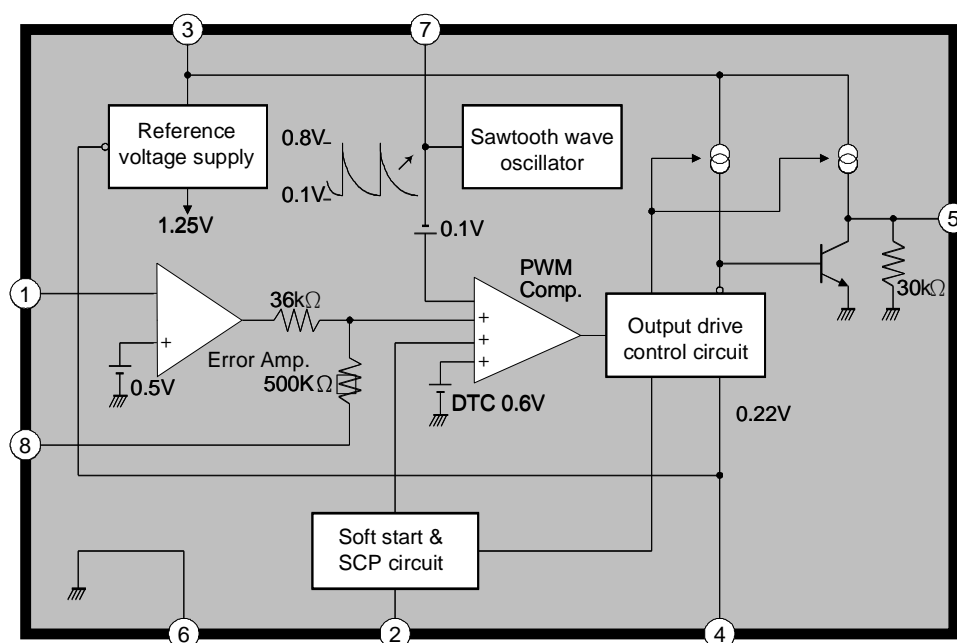 3
7
Reference
voltage supply
0.8V
0.1V
Sawtooth wave
oscillator
1.25V
0.1V
5
1
36kΩ
PWM
Comp.
30kΩ
+
+
+
+
Output drive
control circuit
0.5V
Error Amp.
500KΩ
DTC 0.6V
0.22V
8
Soft start &
SCP circuit
6
2
4